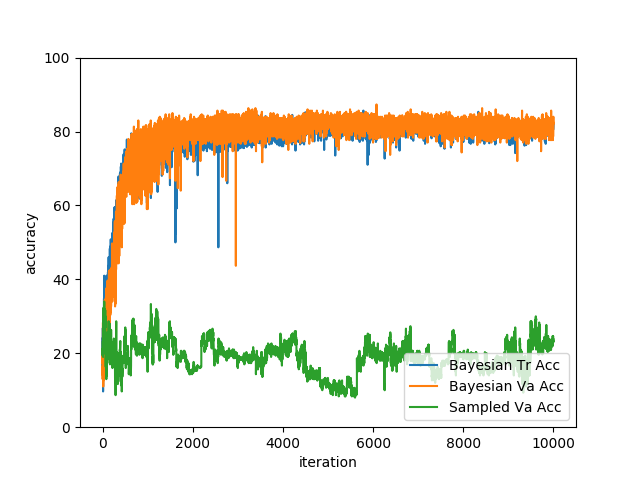 100
80
60
40
20
0
accuracy
0 2000 4000 6000 8000 10000
iteration
Bayesian Tr Acc
Bayesian Va Acc
Sampled Va Acc